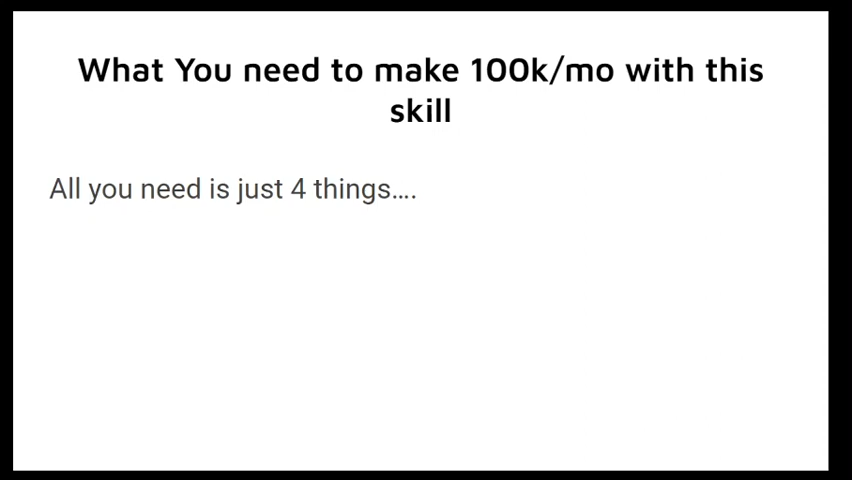 What You need to make 100k/mo with this
skill
All you need is just 4 things....